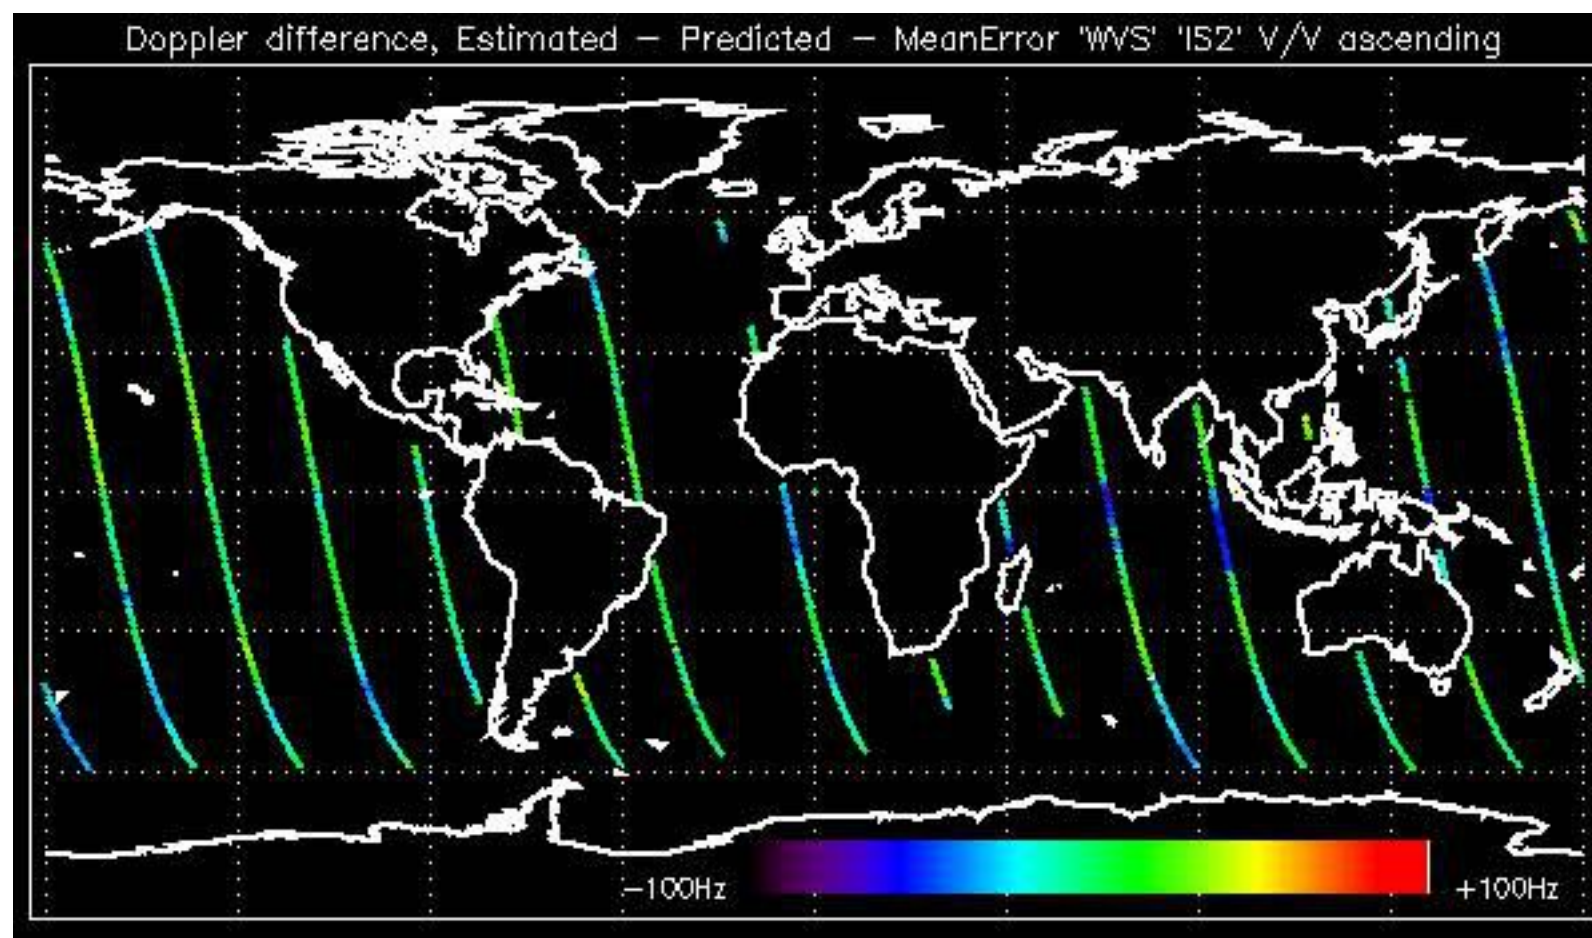 Doppler difference, Estimated – Predicted – MeanError 'WVS' 'IS2' V/V ascending
–100Hz
+100Hz